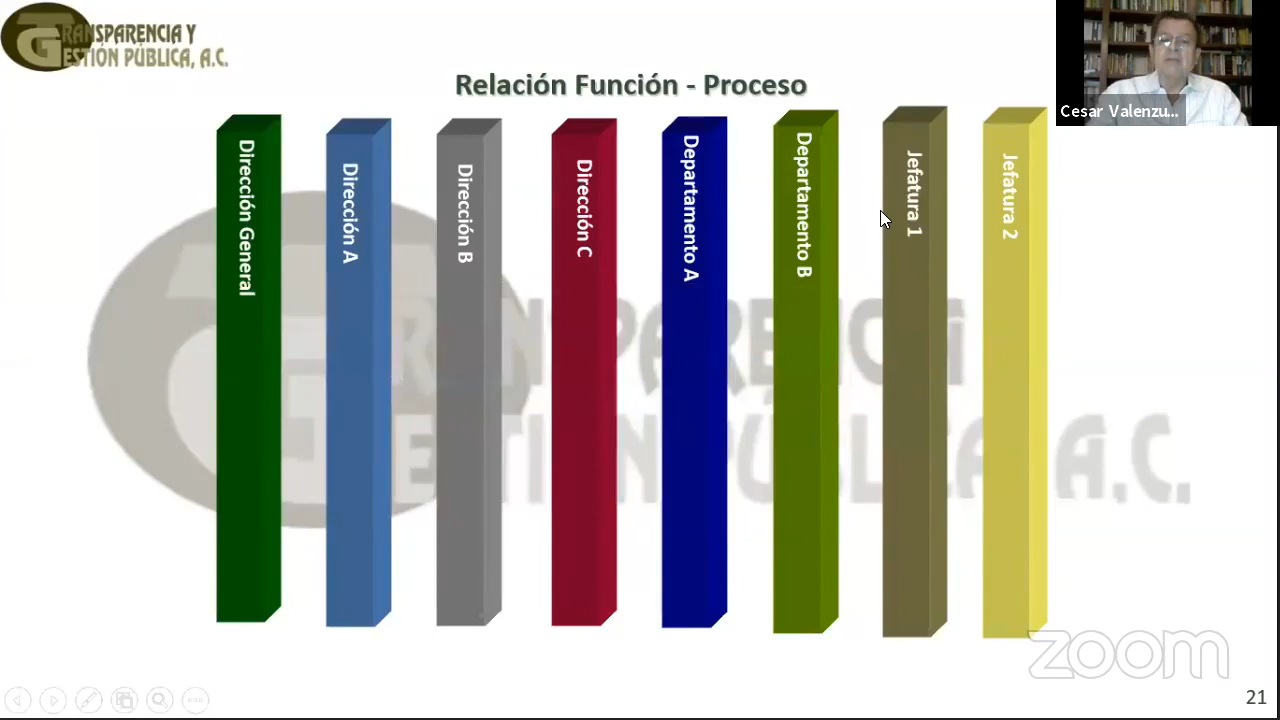 TRANSPARENCIA Y
GESTIÓN PÚBLICA, A.C.
Relación Función - Proceso
Cesar Valenzu...
Dirección General
Dirección A
Dirección B
Dirección C
Departamento A
Departamento B
Jefatura 1
Jefatura 2
zoom
21